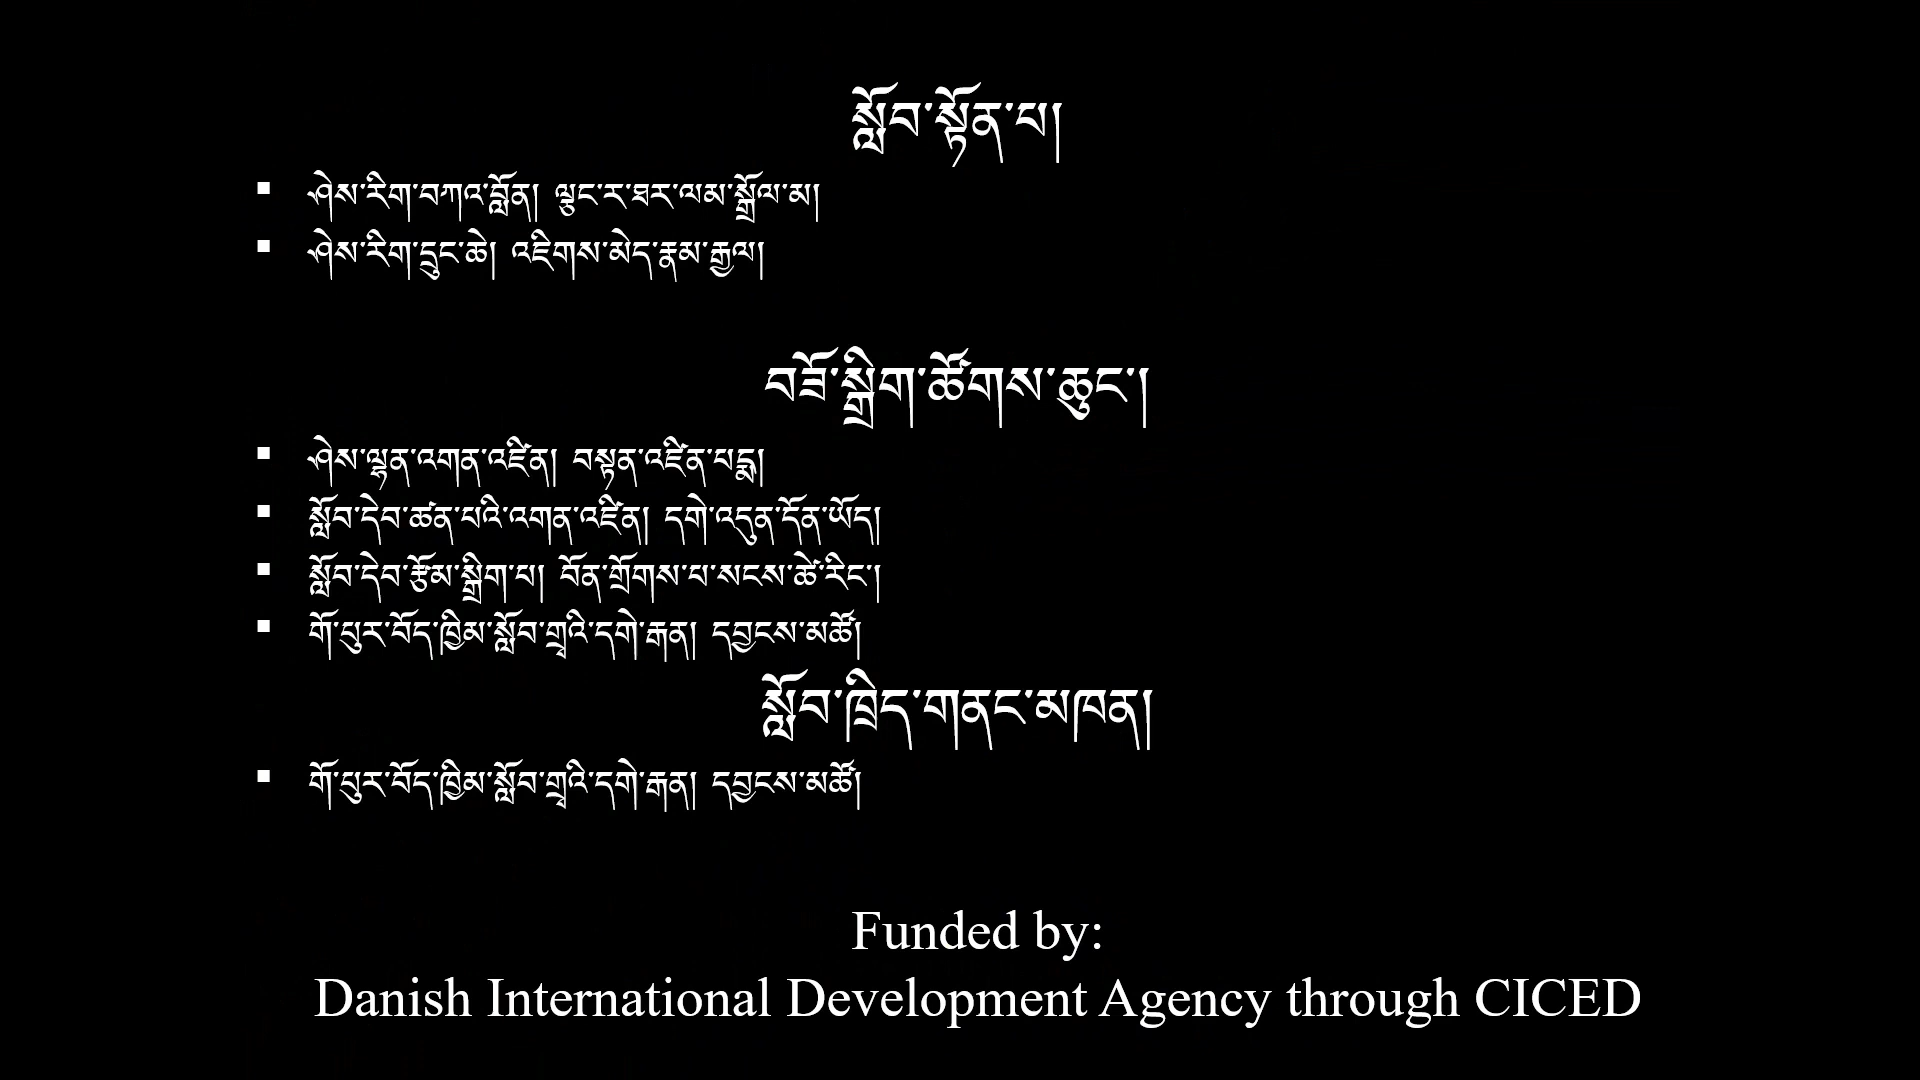 སློབ་སྟོན་པ།
▪ ཤེས་རིག་བཀའ་བློན། ལྕུང་ར་ཐར་ལམ་སྒྲོལ་མ།
▪ ཤེས་རིག་དྲུང་ཆེ། འཇིགས་མེད་རྣམ་རྒྱལ།
བཟོ་སྒྲིག་ཚོགས་ཆུང་།
▪ ཤེས་ལྷན་འགན་འཛིན། བསྟན་འཛིན་པདྨ།
▪ སློབ་དེབ་ཚན་པའི་འགན་འཛིན། དགེ་འདུན་དོན་ཡོད།
▪ སློབ་དེབ་རྩོམ་སྒྲིག་པ། བོན་གྲོགས་པ་སངས་ཚེ་རིང་།
▪ གོ་ཕུར་བོད་ཁྱིམ་སློབ་གྲྭའི་དགེ་རྒན། དབྱངས་མཚོ།
སློབ་ཁྲིད་གནང་མཁན།
▪ གོ་ཕུར་བོད་ཁྱིམ་སློབ་གྲྭའི་དགེ་རྒན། དབྱངས་མཚོ།
Funded by:
Danish International Development Agency through CICED